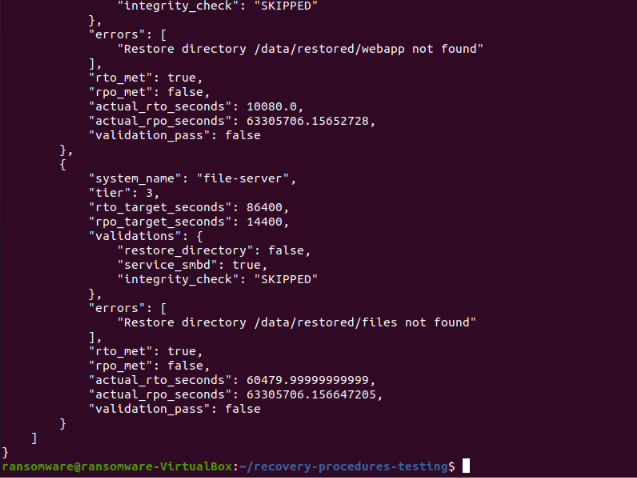 "integrity_check": "SKIPPED"
},
"errors": [
"Restore directory /data/restored/webapp not found"
],
"rto_met": true,
"rpo_met": false,
"actual_rto_seconds": 10080.0,
"actual_rpo_seconds": 63305706.15652728,
"validation_pass": false
},
{
"system_name": "file-server",
"tier": 3,
"rto_target_seconds": 86400,
"rpo_target_seconds": 14400,
"validations": {
"restore_directory": false,
"service_smbd": true,
"integrity_check": "SKIPPED"
},
"errors": [
"Restore directory /data/restored/files not found"
],
"rto_met": true,
"rpo_met": false,
"actual_rto_seconds": 60479.99999999999,
"actual_rpo_seconds": 63305706.156647205,
"validation_pass": false
}
]
}
ransomware@ransomware-VirtualBox:~/recovery-procedures-testing$